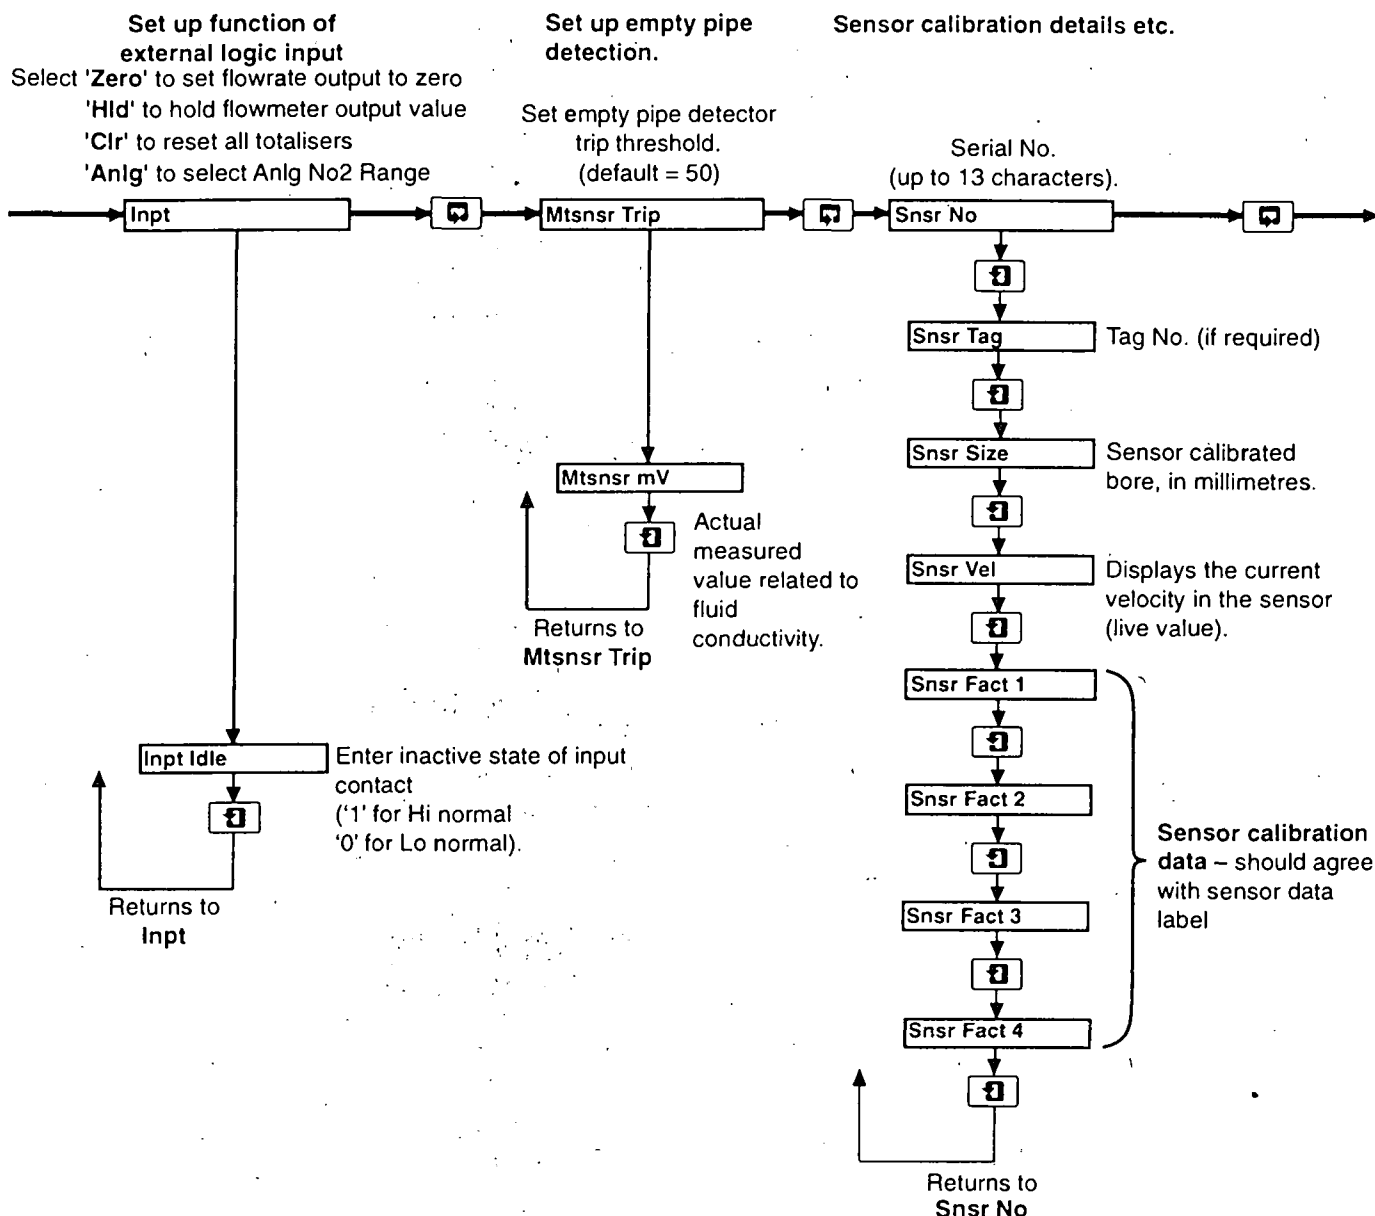 Set up function of
external logic input
Select 'Zero' to set flowrate output to zero
'Hld' to hold flowmeter output value
'Clr' to reset all totalisers
'Anlg' to select Anlg No2 Range
Inpt
Inpt Idle
Enter inactive state of input
contact
('1' for Hi normal
'0' for Lo normal).
Returns to
Inpt
Set up empty pipe
detection.
Set empty pipe detector
trip threshold.
(default = 50)
Mtsnsr Trip
Mtsnsr mV
Actual
measured
value related to
fluid
conductivity.
Returns to
Mtsnsr Trip
Sensor calibration details etc.
Serial No.
(up to 13 characters).
Snsr No
Snsr Tag
Tag No. (if required)
Snsr Size
Sensor calibrated
bore, in millimetres.
Snsr Vel
Displays the current
velocity in the sensor
(live value).
Snsr Fact 1
Snsr Fact 2
Snsr Fact 3
Snsr Fact 4
Sensor calibration
data – should agree
with sensor data
label
Returns to
Snsr No